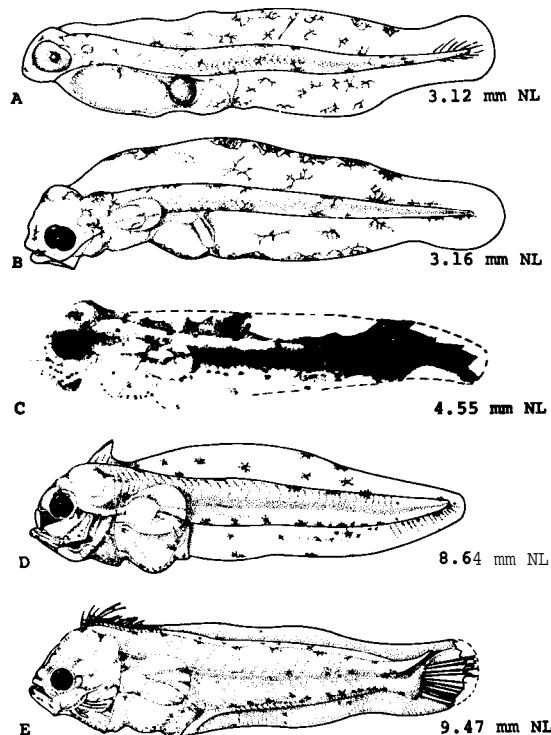 A
3.12 mm NL
B
3.16 mm NL
C
4.55 mm NL
D
8.64 mm NL
E
9.47 mm NL